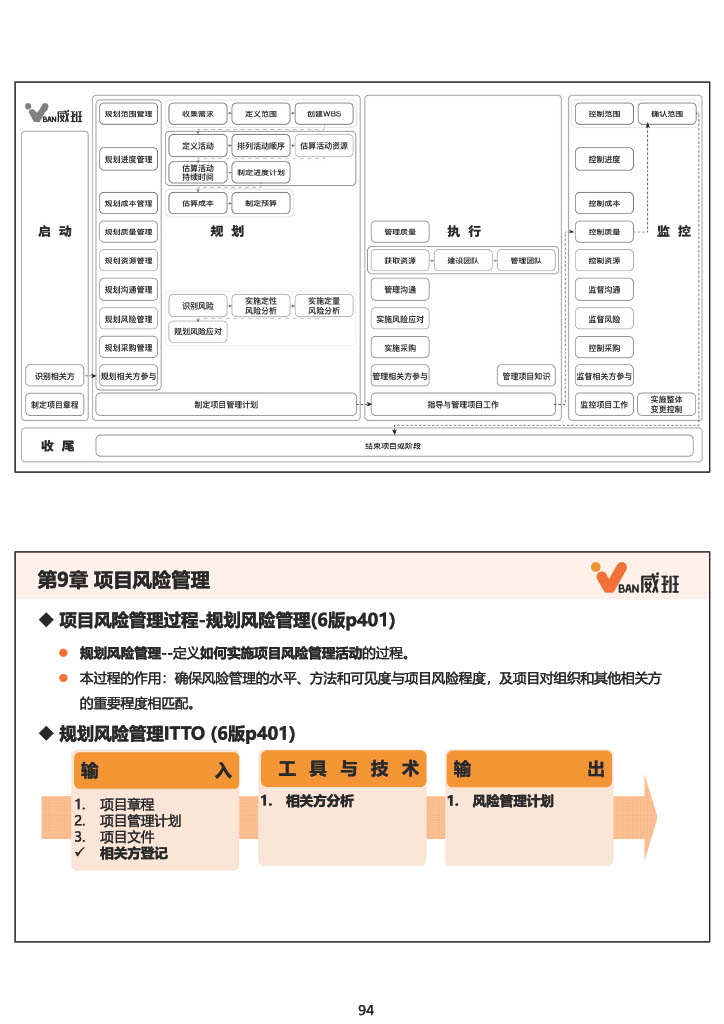 BAN威班
规划范围管理
收集需求
定义范围
创建WBS
控制范围
确认范围
规划进度管理
定义活动
排列活动顺序
估算活动资源
估算活动
持续时间
制定进度计划
控制进度
规划成本管理
估算成本
制定预算
控制成本
启 动
规划质量管理
规 划
管理质量
执 行
控制质量
监 控
规划资源管理
获取资源
建设团队
管理团队
控制资源
规划沟通管理
管理沟通
监督沟通
识别风险
实施定性
风险分析
实施定量
风险分析
规划风险管理
规划风险应对
实施风险应对
监督风险
规划采购管理
实施采购
控制采购
识别相关方
规划相关方参与
管理相关方参与
管理项目知识
监督相关方参与
制定项目章程
制定项目管理计划
指导与管理项目工作
监控项目工作
实施整体
变更控制
收 尾
结束项目或阶段
第9章 项目风险管理
BAN威班
◆ 项目风险管理过程-规划风险管理(6版p401)
● 规划风险管理--定义如何实施项目风险管理活动的过程。
● 本过程的作用：确保风险管理的水平、方法和可见度与项目风险程度，及项目对组织和其他相关方
的重要程度相匹配。
◆ 规划风险管理ITTO (6版p401)
输 入
1. 项目章程
2. 项目管理计划
3. 项目文件
✓ 相关方登记
工 具 与 技 术
1. 相关方分析
输 出
1. 风险管理计划
94